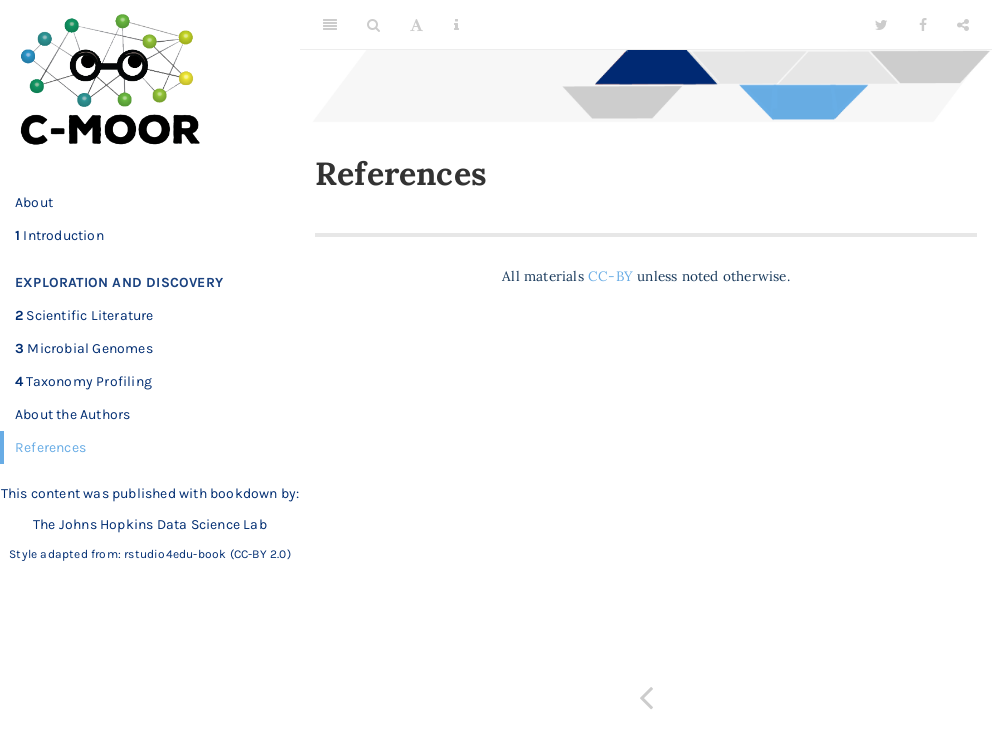 C-MOOR
About
1 Introduction
EXPLORATION AND DISCOVERY
2 Scientific Literature
3 Microbial Genomes
4 Taxonomy Profiling
About the Authors
References
This content was published with bookdown by:
The Johns Hopkins Data Science Lab
Style adapted from: rstudio4edu-book (CC-BY 2.0)
A
References
All materials CC-BY unless noted otherwise.